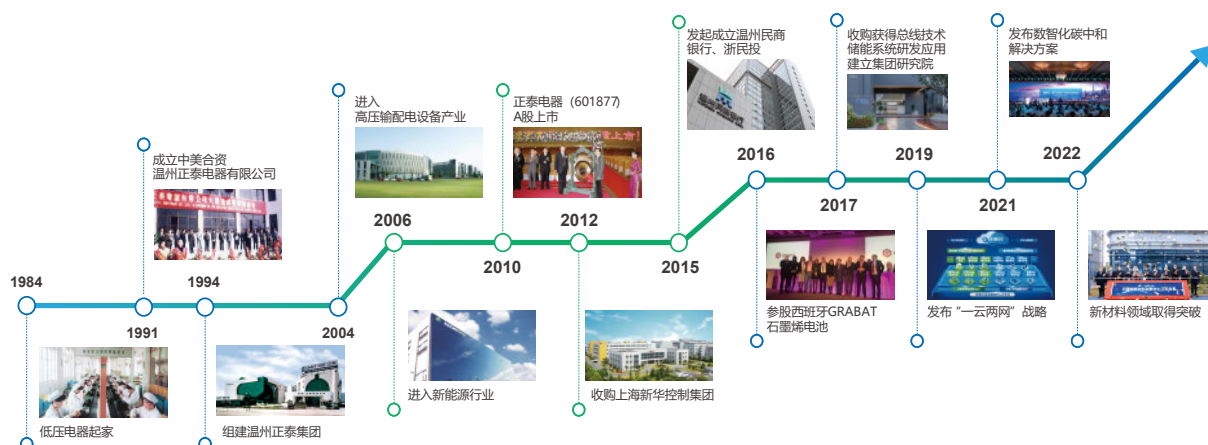 1984
低压电器起家
1991
成立中美合资
温州正泰电器有限公司
1994
组建温州正泰集团
2004
进入
高压输配电设备产业
2006
进入新能源行业
2010
正泰电器（601877）
A股上市
2012
收购上海新华控制集团
2015
发起成立温州民商
银行、浙民投
2016
参股西班牙GRABAT
石墨烯电池
2017
收购获得总线技术
储能系统研发应用
建立集团研究院
2019
发布“一云两网”战略
2021
发布数智化碳中和
解决方案
2022
新材料领域取得突破